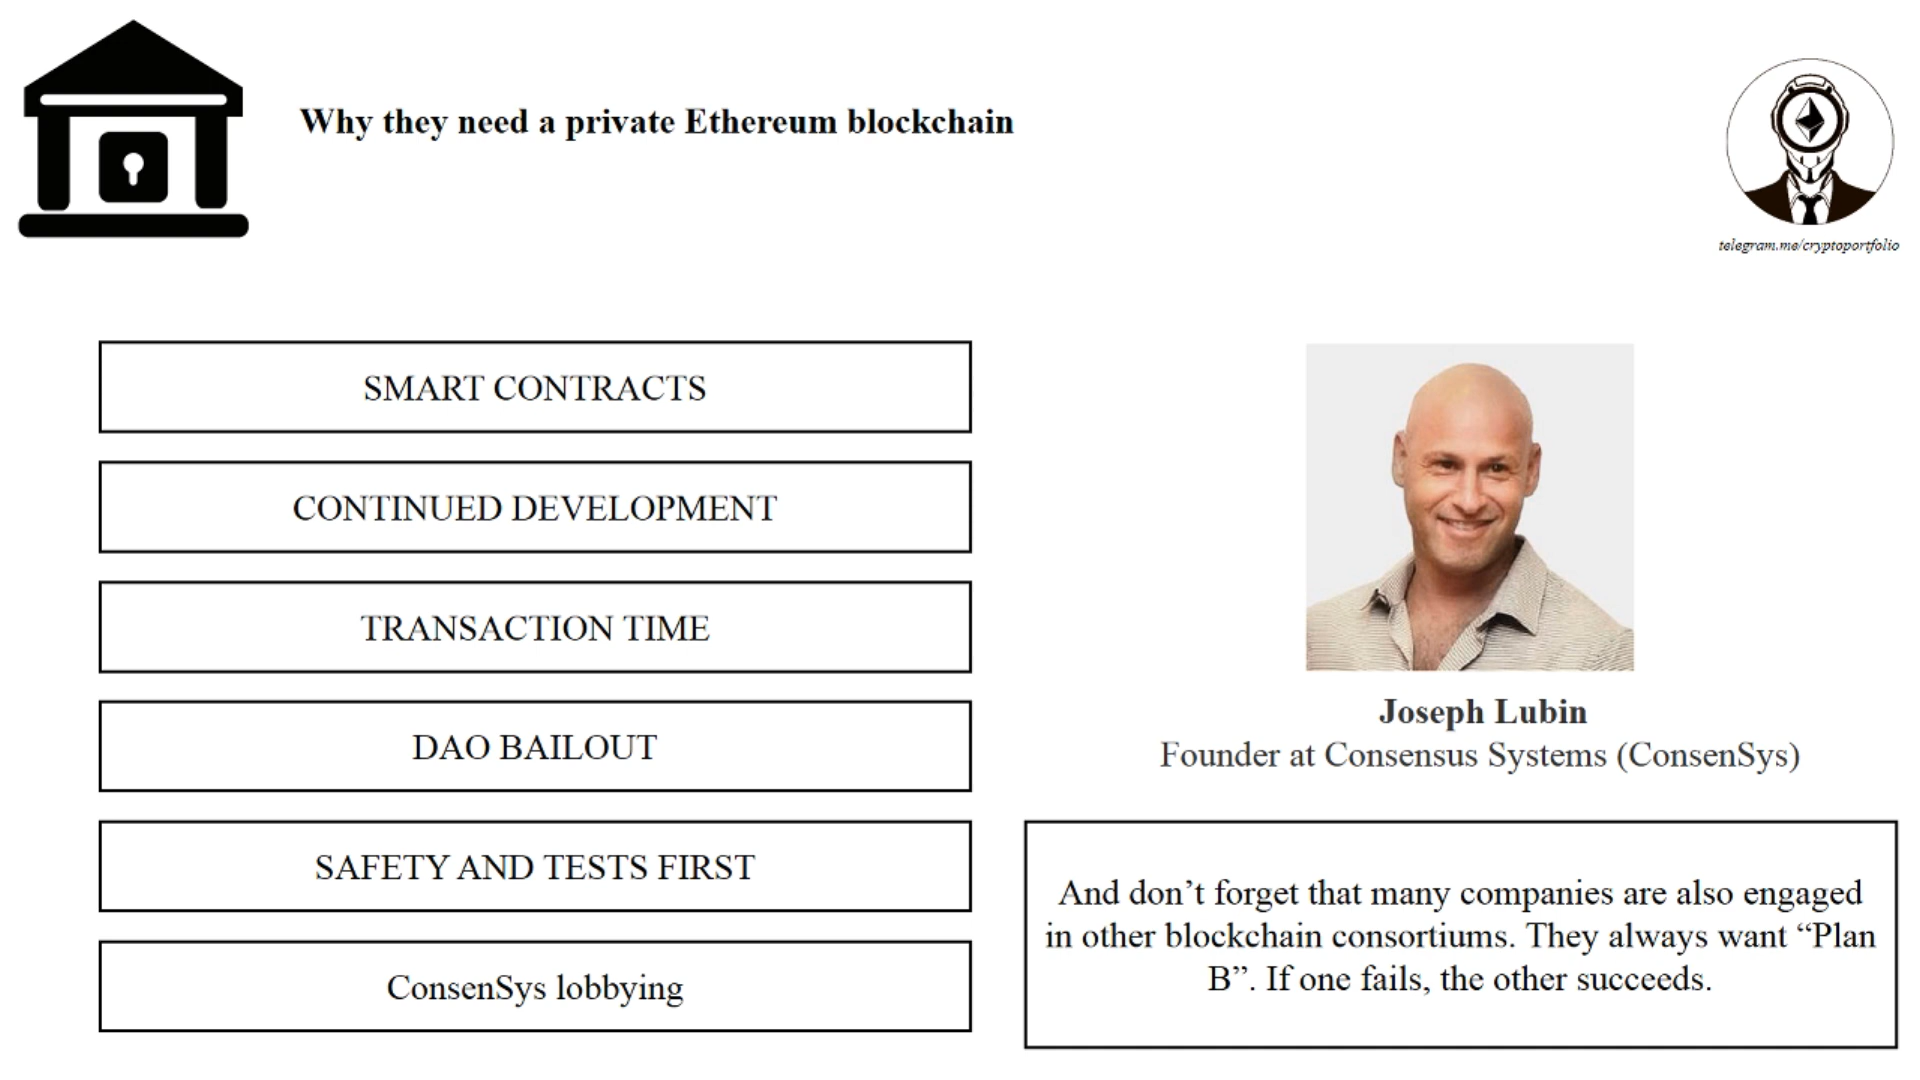 Why they need a private Ethereum blockchain
telegram.me/cryptoportfolio
SMART CONTRACTS
CONTINUED DEVELOPMENT
TRANSACTION TIME
DAO BAILOUT
SAFETY AND TESTS FIRST
ConsenSys lobbying
Joseph Lubin
Founder at Consensus Systems (ConsenSys)
And don’t forget that many companies are also engaged
in other blockchain consortiums. They always want “Plan
B”. If one fails, the other succeeds.